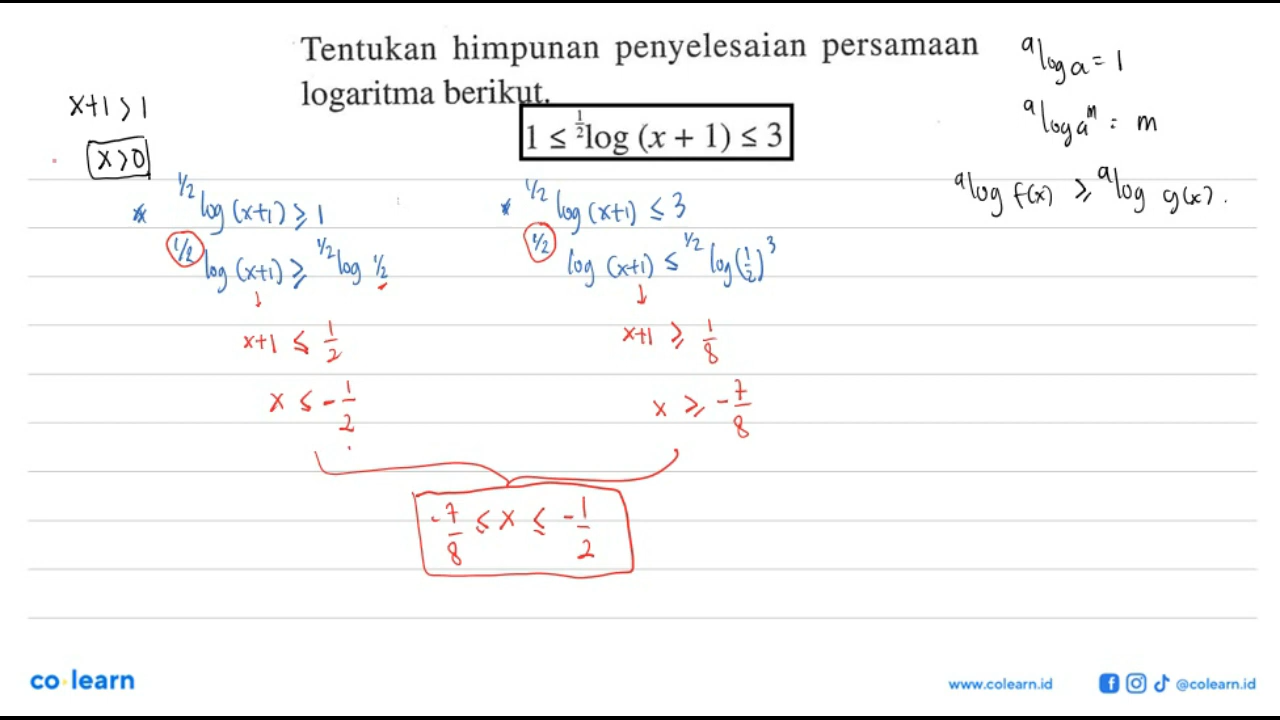 Tentukan himpunan penyelesaian persamaan
logaritma berikut.
1 ≤ ¹⁄²log (x + 1) ≤ 3
x+1 > 1
x > 0
ᵃlog a = 1
ᵃlog aᵐ = m
ᵃlog f(x) ≥ ᵃlog g(x).
* ¹⁄²log (x+1) ≥ 1
¹⁄²log (x+1) ≥ ¹⁄²log 1/2
↓
x+1 ≤ 1/2
x ≤ -1/2
* ¹⁄²log (x+1) ≤ 3
¹⁄²log (x+1) ≤ ¹⁄²log (1/2)³
↓
x+1 ≥ 1/8
x ≥ -7/8
-7/8 ≤ x ≤ -1/2
co·learn
www.colearn.id
@colearn.id